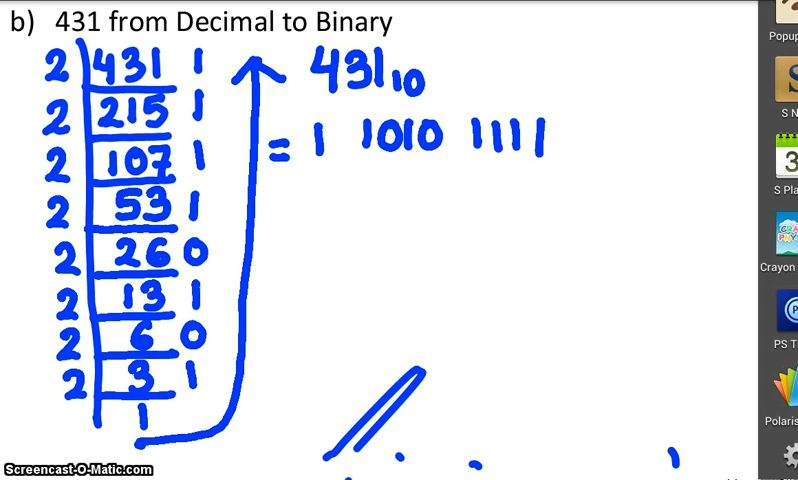 b) 431 from Decimal to Binary
2 431 1
2 215 1
2 107 1
2 53 1
2 26 0
2 13 1
2 6 0
2 3 1
1
431₁₀
= 1 1010 1111
Popup
S N
3
S Pla
Crayon
PS T
Polaris
Screencast-O-Matic.com